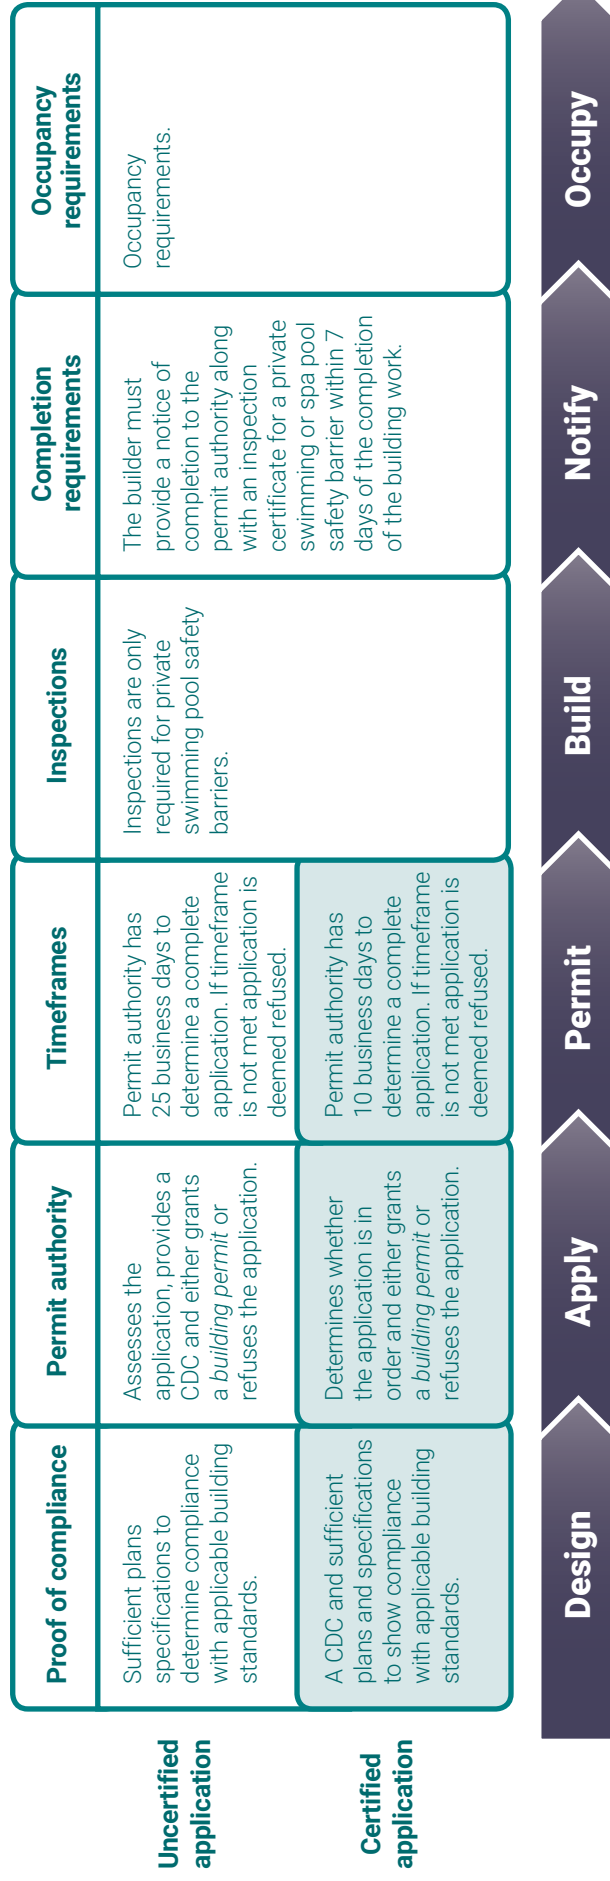 Proof of compliance
Permit authority
Timeframes
Inspections
Completion
requirements
Occupancy
requirements
Uncertified
application
Sufficient plans
specifications to
determine compliance
with applicable building
standards.
Assesses the
application, provides a
CDC and either grants
a building permit or
refuses the application.
Permit authority has
25 business days to
determine a complete
application. If timeframe
is not met application is
deemed refused.
Inspections are only
required for private
swimming pool safety
barriers.
The builder must
provide a notice of
completion to the
permit authority along
with an inspection
certificate for a private
swimming or spa pool
safety barrier within 7
days of the completion
of the building work.
Occupancy
requirements.
Certified
application
A CDC and sufficient
plans and specifications
to show compliance
with applicable building
standards.
Determines whether
the application is in
order and either grants
a building permit or
refuses the application.
Permit authority has
10 business days to
determine a complete
application. If timeframe
is not met application is
deemed refused.
Design
Apply
Permit
Build
Notify
Occupy